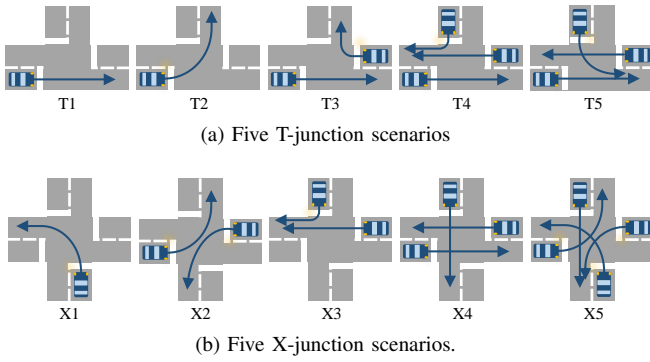 T1 T2 T3 T4 T5
(a) Five T-junction scenarios
X1 X2 X3 X4 X5
(b) Five X-junction scenarios.